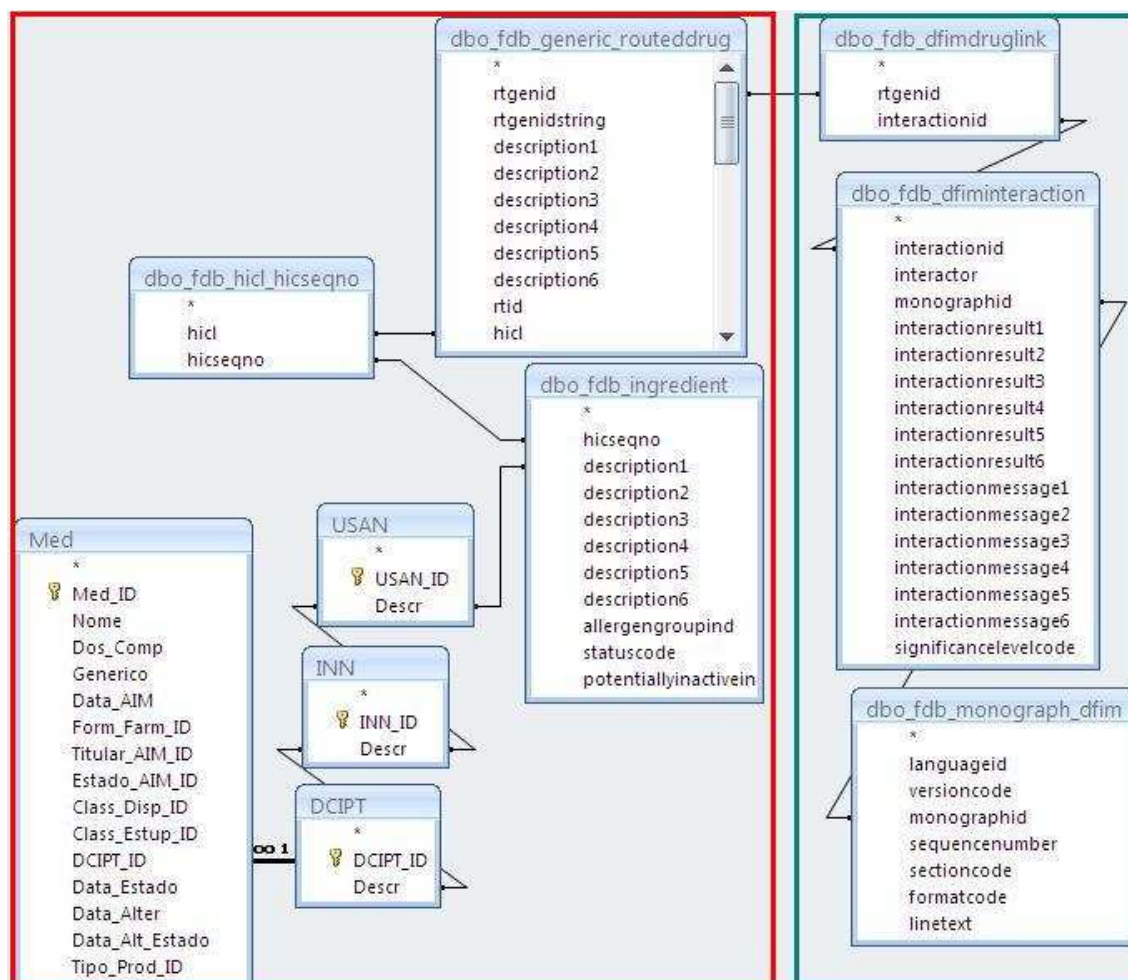 dbo_fdb_generic_routeddrug
*
rtgenid
rtgenidstring
description1
description2
description3
description4
description5
description6
rtid
hicl
dbo_fdb_dfimdruglink
*
rtgenid
interactionid
dbo_fdb_hicl_hicseqno
*
hicl
hicseqno
dbo_fdb_dfiminteraction
*
interactionid
interactor
monographid
interactionresult1
interactionresult2
interactionresult3
interactionresult4
interactionresult5
interactionresult6
interactionmessage1
interactionmessage2
interactionmessage3
interactionmessage4
interactionmessage5
interactionmessage6
significancelevelcode
dbo_fdb_ingredient
*
hicseqno
description1
description2
description3
description4
description5
description6
allergengroupind
statuscode
potentiallyinactivein
USAN
*
USAN_ID
Descr
INN
*
INN_ID
Descr
DCIPT
*
DCIPT_ID
Descr
Med
*
Med_ID
Nome
Dos_Comp
Generico
Data_AIM
Form_Farm_ID
Titular_AIM_ID
Estado_AIM_ID
Class_Disp_ID
Class_Estup_ID
DCIPT_ID
Data_Estado
Data_Alter
Data_Alt_Estado
Tipo_Prod_ID
∞ 1
dbo_fdb_monograph_dfim
*
languageid
versioncode
monographid
sequencenumber
sectioncode
formatcode
linetext